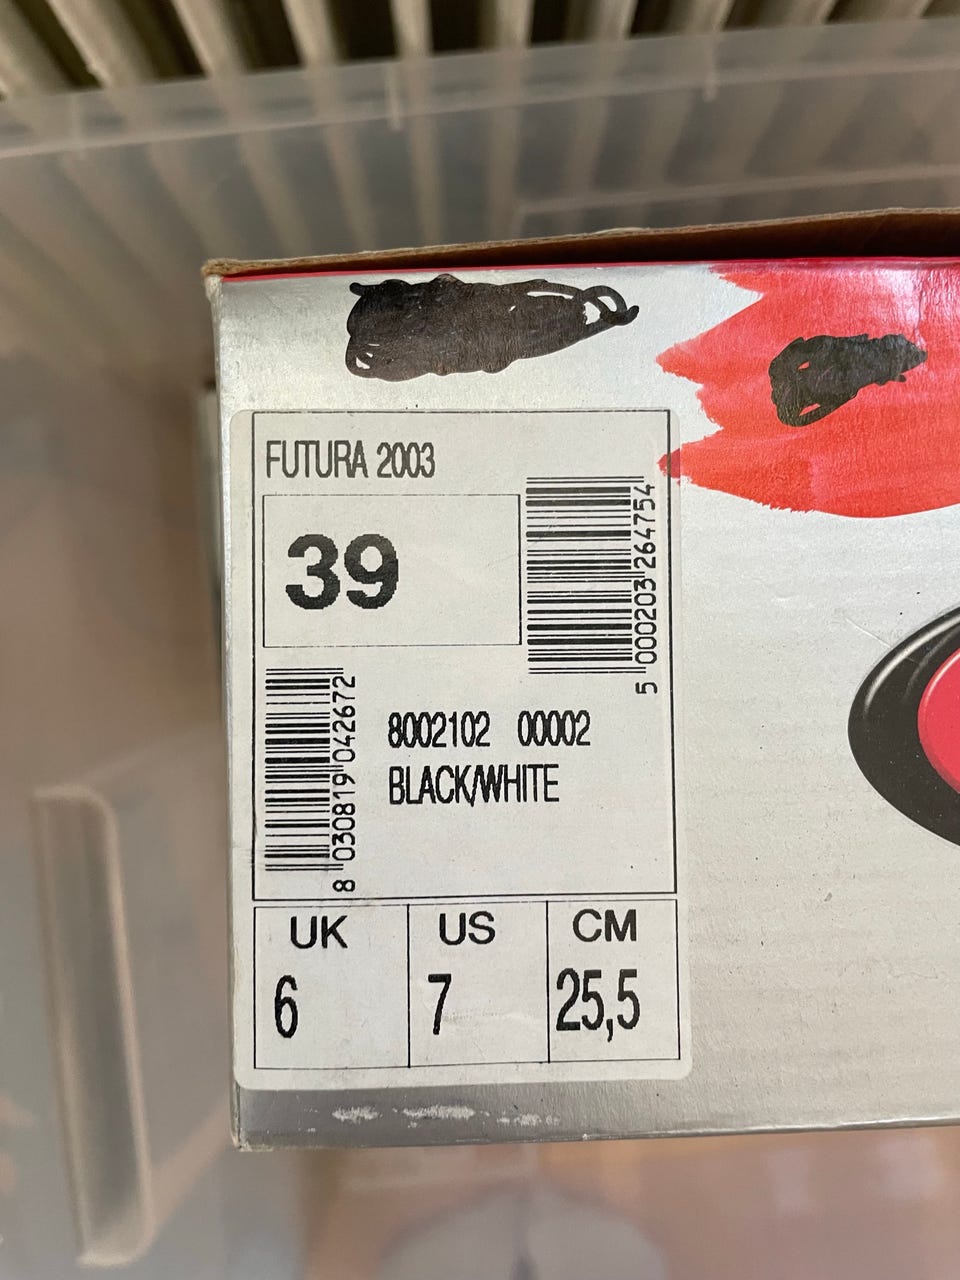 FUTURA 2003
39
5 000203 264754
8 030819 042672
8002102 00002
BLACK/WHITE
UK US CM
6 7 25,5